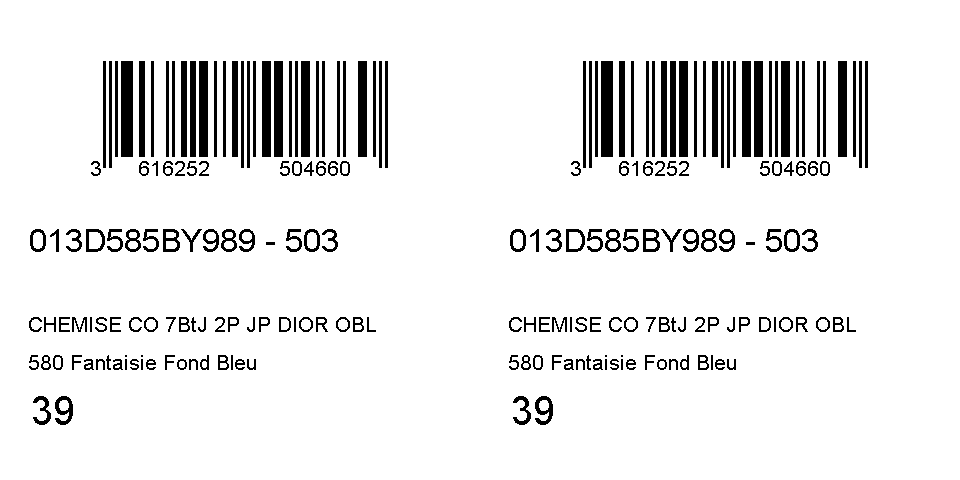 3 616252 504660
013D585BY989 - 503
CHEMISE CO 7BtJ 2P JP DIOR OBL
580 Fantaisie Fond Bleu
39
3 616252 504660
013D585BY989 - 503
CHEMISE CO 7BtJ 2P JP DIOR OBL
580 Fantaisie Fond Bleu
39